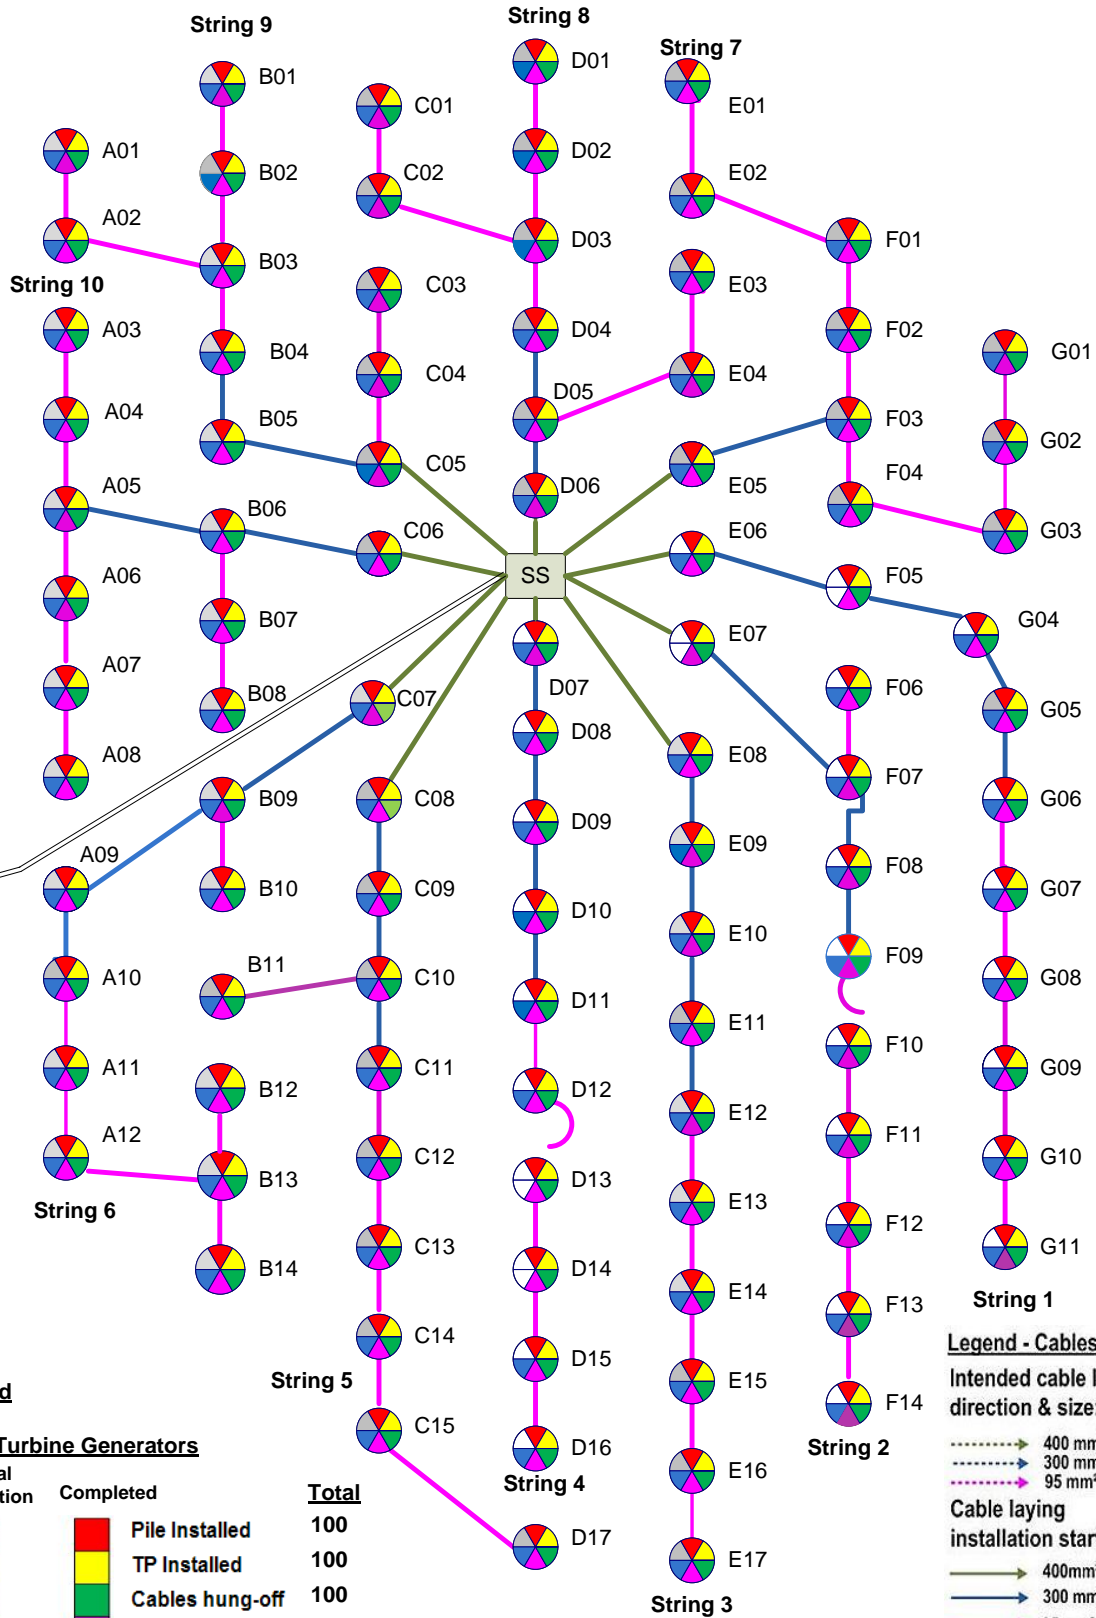 String 9
String 8
String 7
B01
D01
C01
E01
A01
B02
D02
C02
E02
A02
B03
D03
F01
String 10
C03
E03
A03
B04
D04
F02
G01
C04
E04
A04
B05
D05
F03
G02
C05
E05
F04
A05
B06
D06
G03
C06
E06
A06
SS
F05
B07
E07
G04
A07
B08
C07
D07
F06
G05
A08
D08
E08
F07
B09
C08
D09
G06
A09
E09
F08
B10
C09
D10
G07
B11
E10
F09
A10
C10
D11
G08
E11
F10
A11
B12
C11
D12
G09
E12
F11
A12
B13
C12
D13
G10
String 6
E13
F12
B14
C13
D14
G11
E14
F13
String 1
C14
D15
String 5
E15
F14
C15
D16
String 2
String 4
E16
D17
E17
String 3
d
Turbine Generators
al
tion
Completed
Total
Pile Installed
100
TP Installed
100
Cables hung-off
100
Legend - Cables
Intended cable l
direction & size:
400 mm
300 mm
95 mm²
Cable laying
installation star
400mm²
300 mm